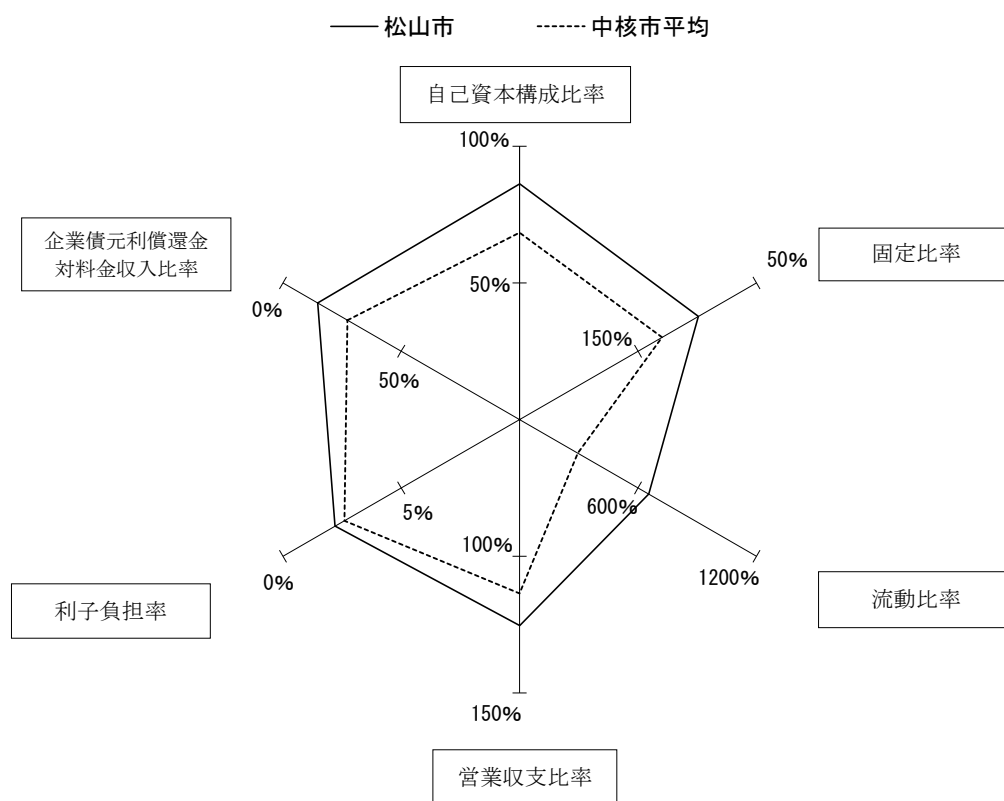 松山市
中核市平均
自己資本構成比率
100%
企業債元利償還金
対料金収入比率
固定比率
50%
0%
50%
150%
50%
5%
600%
100%
0%
1200%
利子負担率
流動比率
150%
営業収支比率